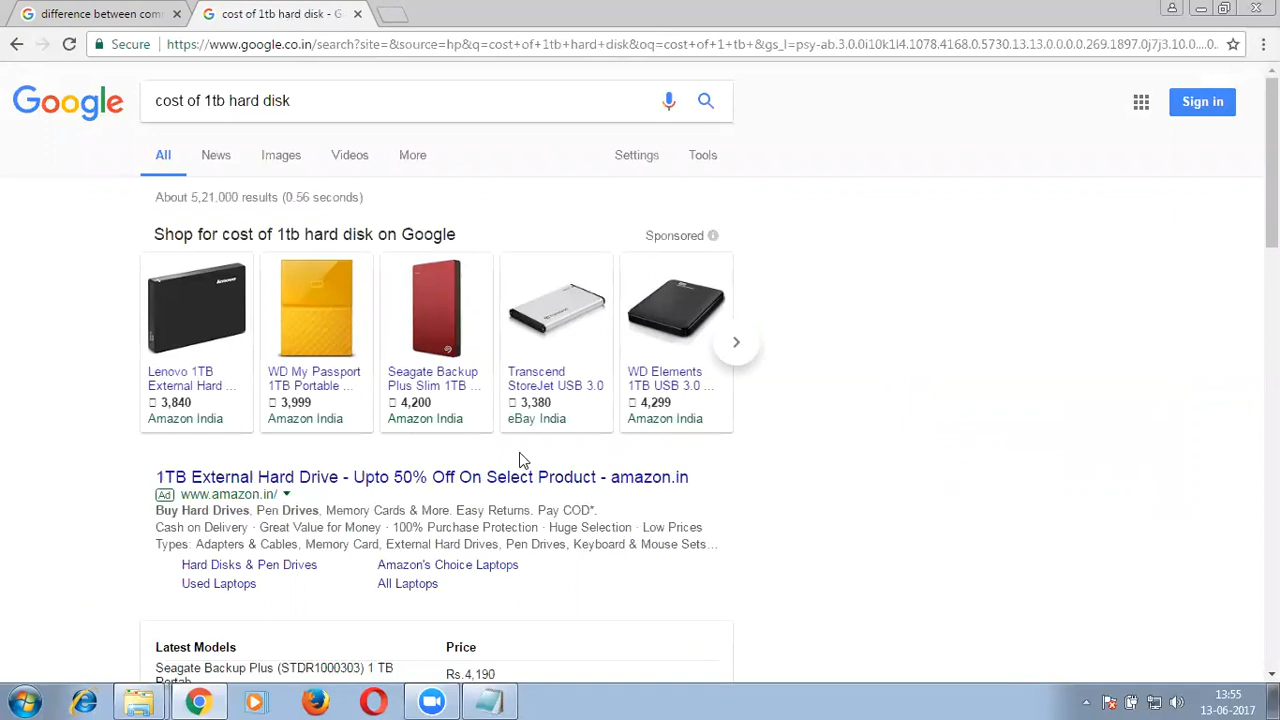 difference between com
cost of 1tb hard disk - G
Secure
https://www.google.co.in/search?site=&source=hp&q=cost+of+1tb+hard+disk&oq=cost+of+1+tb+&gs_l=psy-ab.3.0.0i10k1l4.1078.4168.0.5730.13.13.0.0.0.0.269.1897.0j7j3.10.0...0...
Google
cost of 1tb hard disk
Sign in
All News Images Videos More Settings Tools
About 5,21,000 results (0.56 seconds)
Shop for cost of 1tb hard disk on Google
Sponsored
Lenovo
Lenovo 1TB
External Hard ...
3,840
Amazon India
WD My Passport
1TB Portable ...
3,999
Amazon India
Seagate Backup
Plus Slim 1TB ...
4,200
Amazon India
Transcend
StoreJet USB 3.0
3,380
eBay India
WD Elements
1TB USB 3.0 ...
4,299
Amazon India
1TB External Hard Drive - Upto 50% Off On Select Product - amazon.in
Ad www.amazon.in/
Buy Hard Drives, Pen Drives, Memory Cards & More. Easy Returns. Pay COD*.
Cash on Delivery · Great Value for Money · 100% Purchase Protection · Huge Selection · Low Prices
Types: Adapters & Cables, Memory Card, External Hard Drives, Pen Drives, Keyboard & Mouse Sets...
Hard Disks & Pen Drives Amazon's Choice Laptops
Used Laptops All Laptops
Latest Models Price
Seagate Backup Plus (STDR1000303) 1 TB
Rs.4,190
13:55
13-06-2017